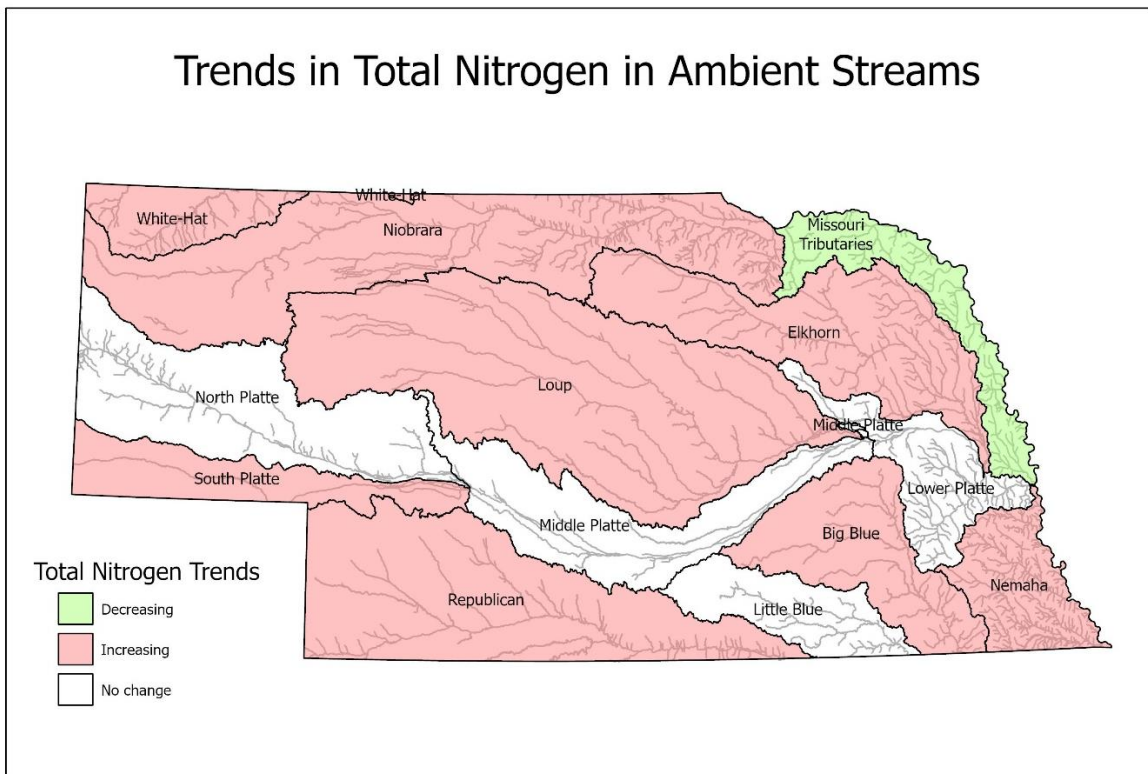 Trends in Total Nitrogen in Ambient Streams
White-Hat
White-Hat
Niobrara
Missouri
Tributaries
Elkhorn
Loup
North Platte
Middle Platte
South Platte
Lower Platte
Middle Platte
Big Blue
Nemaha
Republican
Little Blue
Total Nitrogen Trends
Decreasing
Increasing
No change